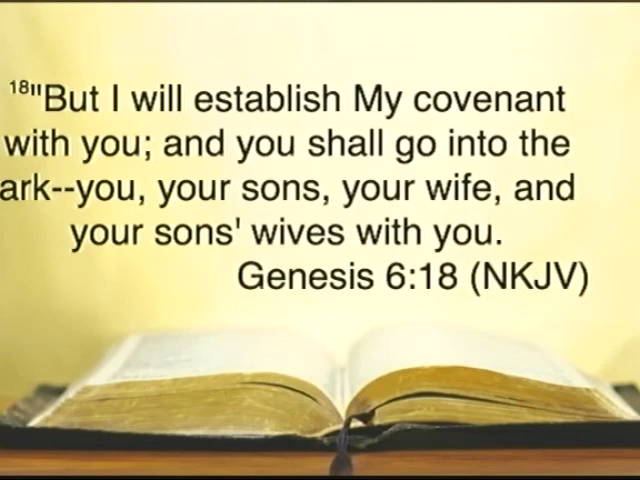 18"But I will establish My covenant
with you; and you shall go into the
ark--you, your sons, your wife, and
your sons' wives with you.
Genesis 6:18 (NKJV)